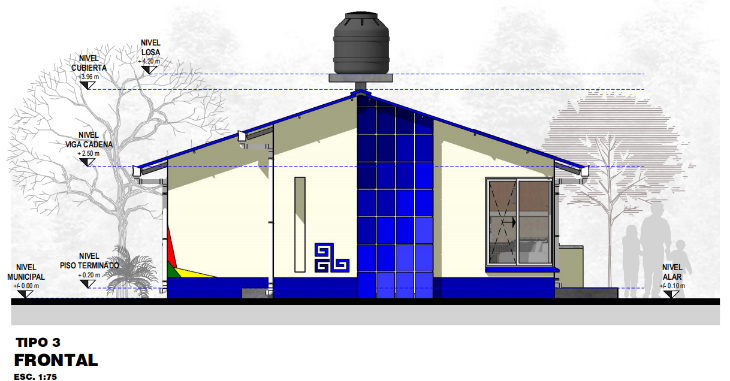 NIVEL
LOSA
+4.20 m
NIVEL
CUBIERTA
+3.96 m
NIVEL
VIGA CADENA
+2.50 m
NIVEL
PISO TERMINADO
+0.20 m
NIVEL
MUNICIPAL
+/-0.00 m
NIVEL
ALAR
+/-0.10 m
TIPO 3
FRONTAL
ESC. 1:75